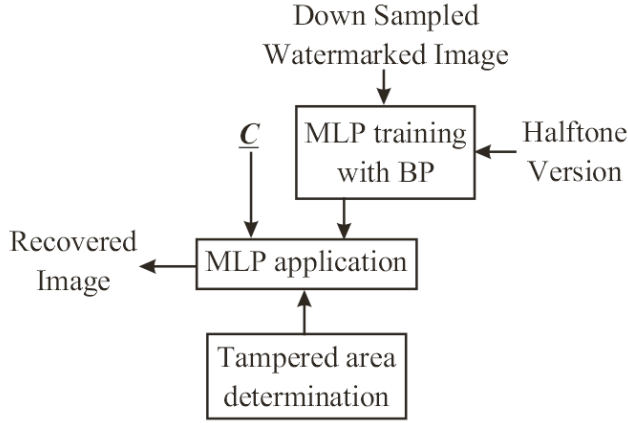 Down Sampled
Watermarked Image
MLP training
with BP
Halftone
Version
C
Recovered
Image
MLP application
Tampered area
determination